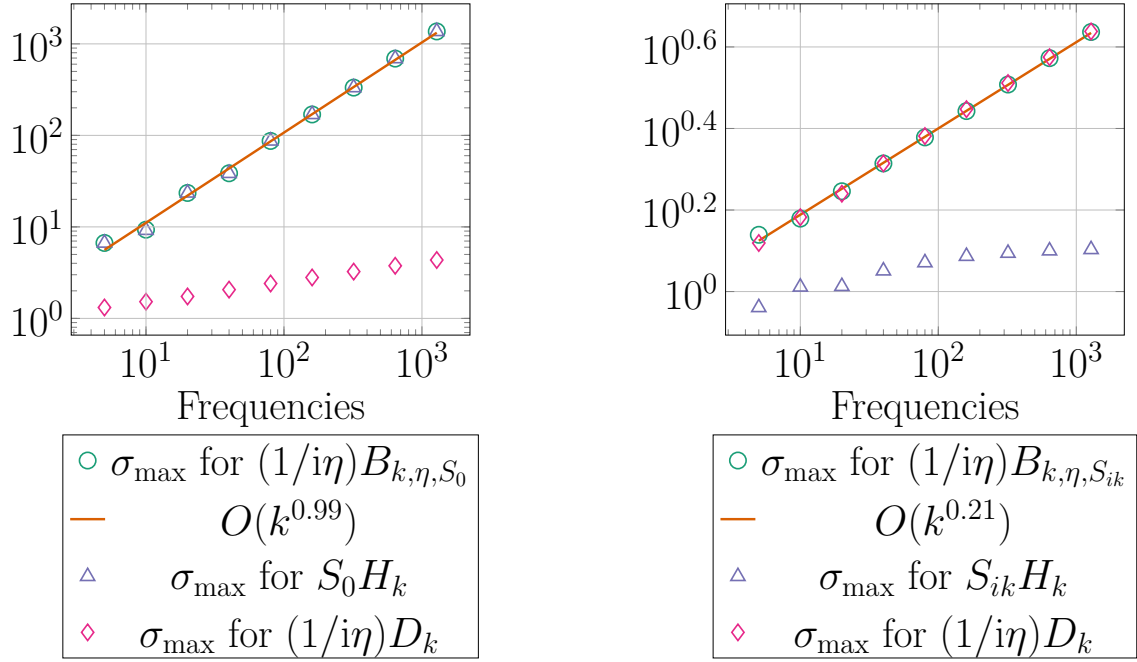 10^3
10^2
10^1
10^0
10^1 10^2 10^3
Frequencies
σ_max for (1/iη)B_{k,η,S_0}
O(k^{0.99})
σ_max for S_0H_k
σ_max for (1/iη)D_k
10^{0.6}
10^{0.4}
10^{0.2}
10^0
10^1 10^2 10^3
Frequencies
σ_max for (1/iη)B_{k,η,S_{ik}}
O(k^{0.21})
σ_max for S_{ik}H_k
σ_max for (1/iη)D_k